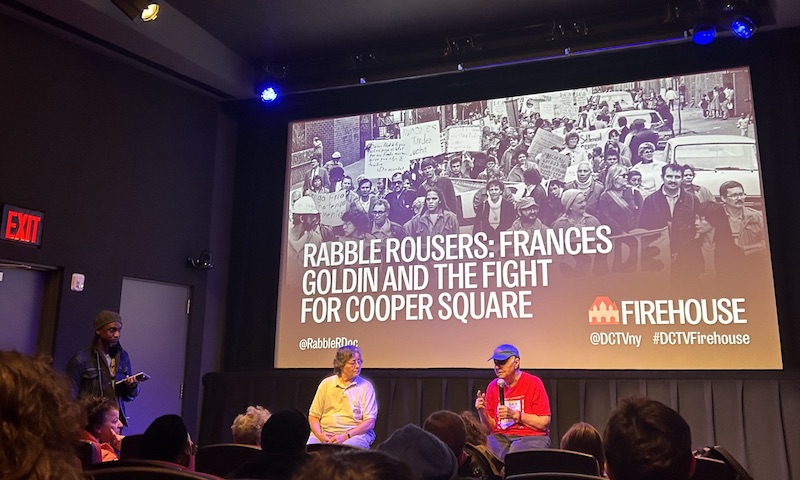 EXIT
RABBLE ROUSERS: FRANCES
GOLDIN AND THE FIGHT
FOR COOPER SQUARE
@RabbleRDoc
FIREHOUSE
@DCTVny #DCTVFirehouse